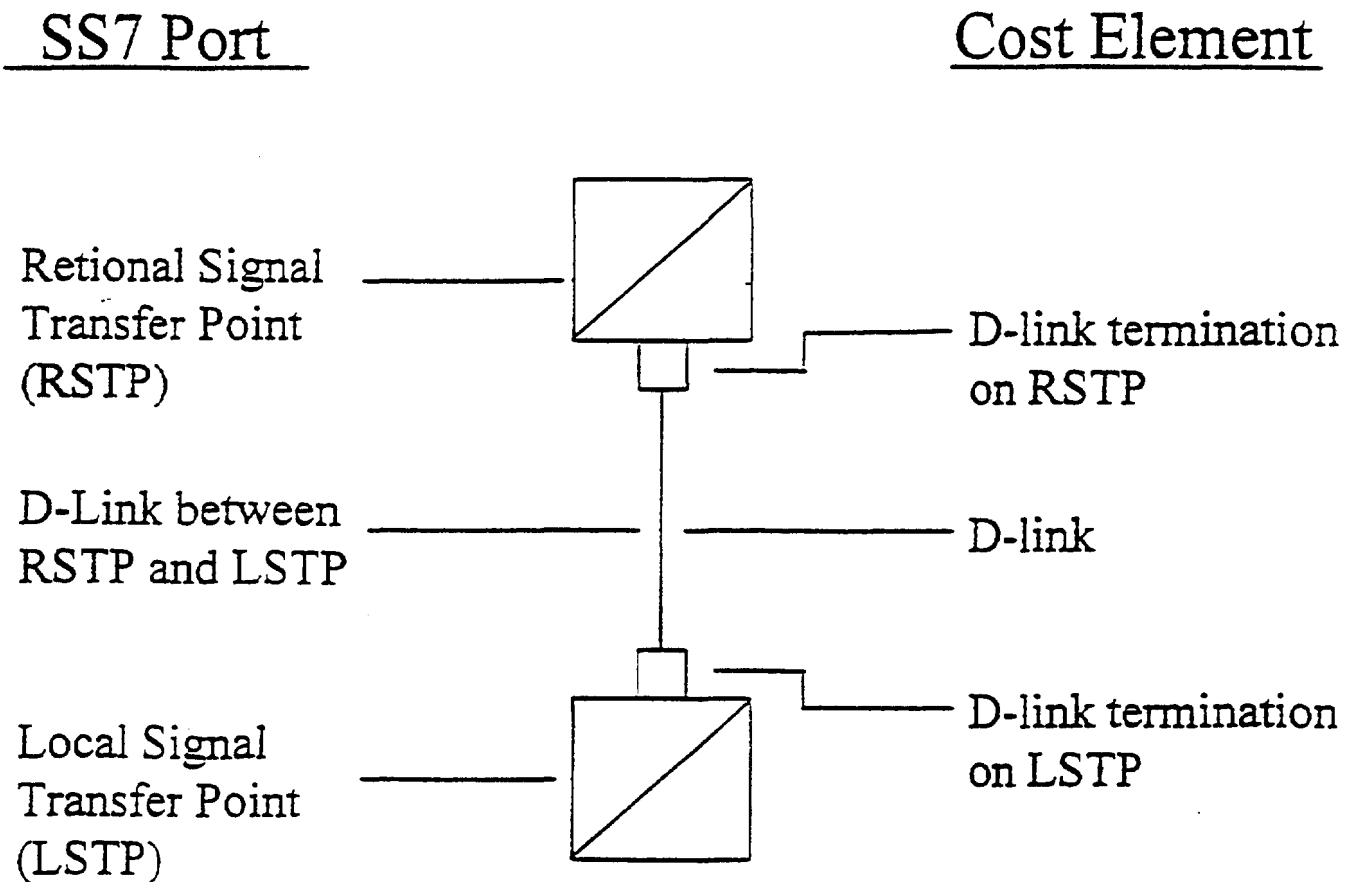 SS7 Port
Cost Element
Retional Signal
Transfer Point
(RSTP)
D-link termination
on RSTP
D-Link between
RSTP and LSTP
D-link
Local Signal
Transfer Point
(LSTP)
D-link termination
on LSTP